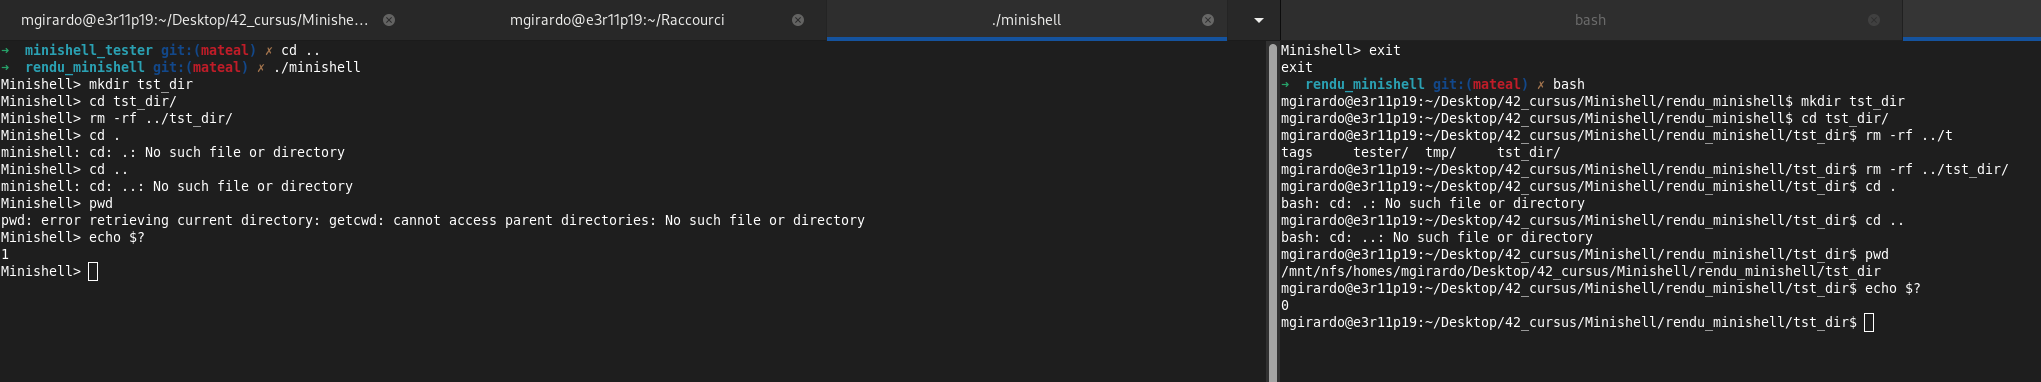 mgirardo@e3r11p19:~/Desktop/42_cursus/Minishe...
mgirardo@e3r11p19:~/Raccourci
./minishell
bash
➜  minishell_tester git:(mateal) ✗ cd ..
➜  rendu_minishell git:(mateal) ✗ ./minishell
Minishell> mkdir tst_dir
Minishell> cd tst_dir/
Minishell> rm -rf ../tst_dir/
Minishell> cd .
minishell: cd: .: No such file or directory
Minishell> cd ..
minishell: cd: ..: No such file or directory
Minishell> pwd
pwd: error retrieving current directory: getcwd: cannot access parent directories: No such file or directory
Minishell> echo $?
1
Minishell>
Minishell> exit
exit
➜  rendu_minishell git:(mateal) ✗ bash
mgirardo@e3r11p19:~/Desktop/42_cursus/Minishell/rendu_minishell$ mkdir tst_dir
mgirardo@e3r11p19:~/Desktop/42_cursus/Minishell/rendu_minishell$ cd tst_dir/
mgirardo@e3r11p19:~/Desktop/42_cursus/Minishell/rendu_minishell/tst_dir$ rm -rf ../t
tags     tester/  tmp/     tst_dir/
mgirardo@e3r11p19:~/Desktop/42_cursus/Minishell/rendu_minishell/tst_dir$ rm -rf ../tst_dir/
mgirardo@e3r11p19:~/Desktop/42_cursus/Minishell/rendu_minishell/tst_dir$ cd .
bash: cd: .: No such file or directory
mgirardo@e3r11p19:~/Desktop/42_cursus/Minishell/rendu_minishell/tst_dir$ cd ..
bash: cd: ..: No such file or directory
mgirardo@e3r11p19:~/Desktop/42_cursus/Minishell/rendu_minishell/tst_dir$ pwd
/mnt/nfs/homes/mgirardo/Desktop/42_cursus/Minishell/rendu_minishell/tst_dir
mgirardo@e3r11p19:~/Desktop/42_cursus/Minishell/rendu_minishell/tst_dir$ echo $?
0
mgirardo@e3r11p19:~/Desktop/42_cursus/Minishell/rendu_minishell/tst_dir$